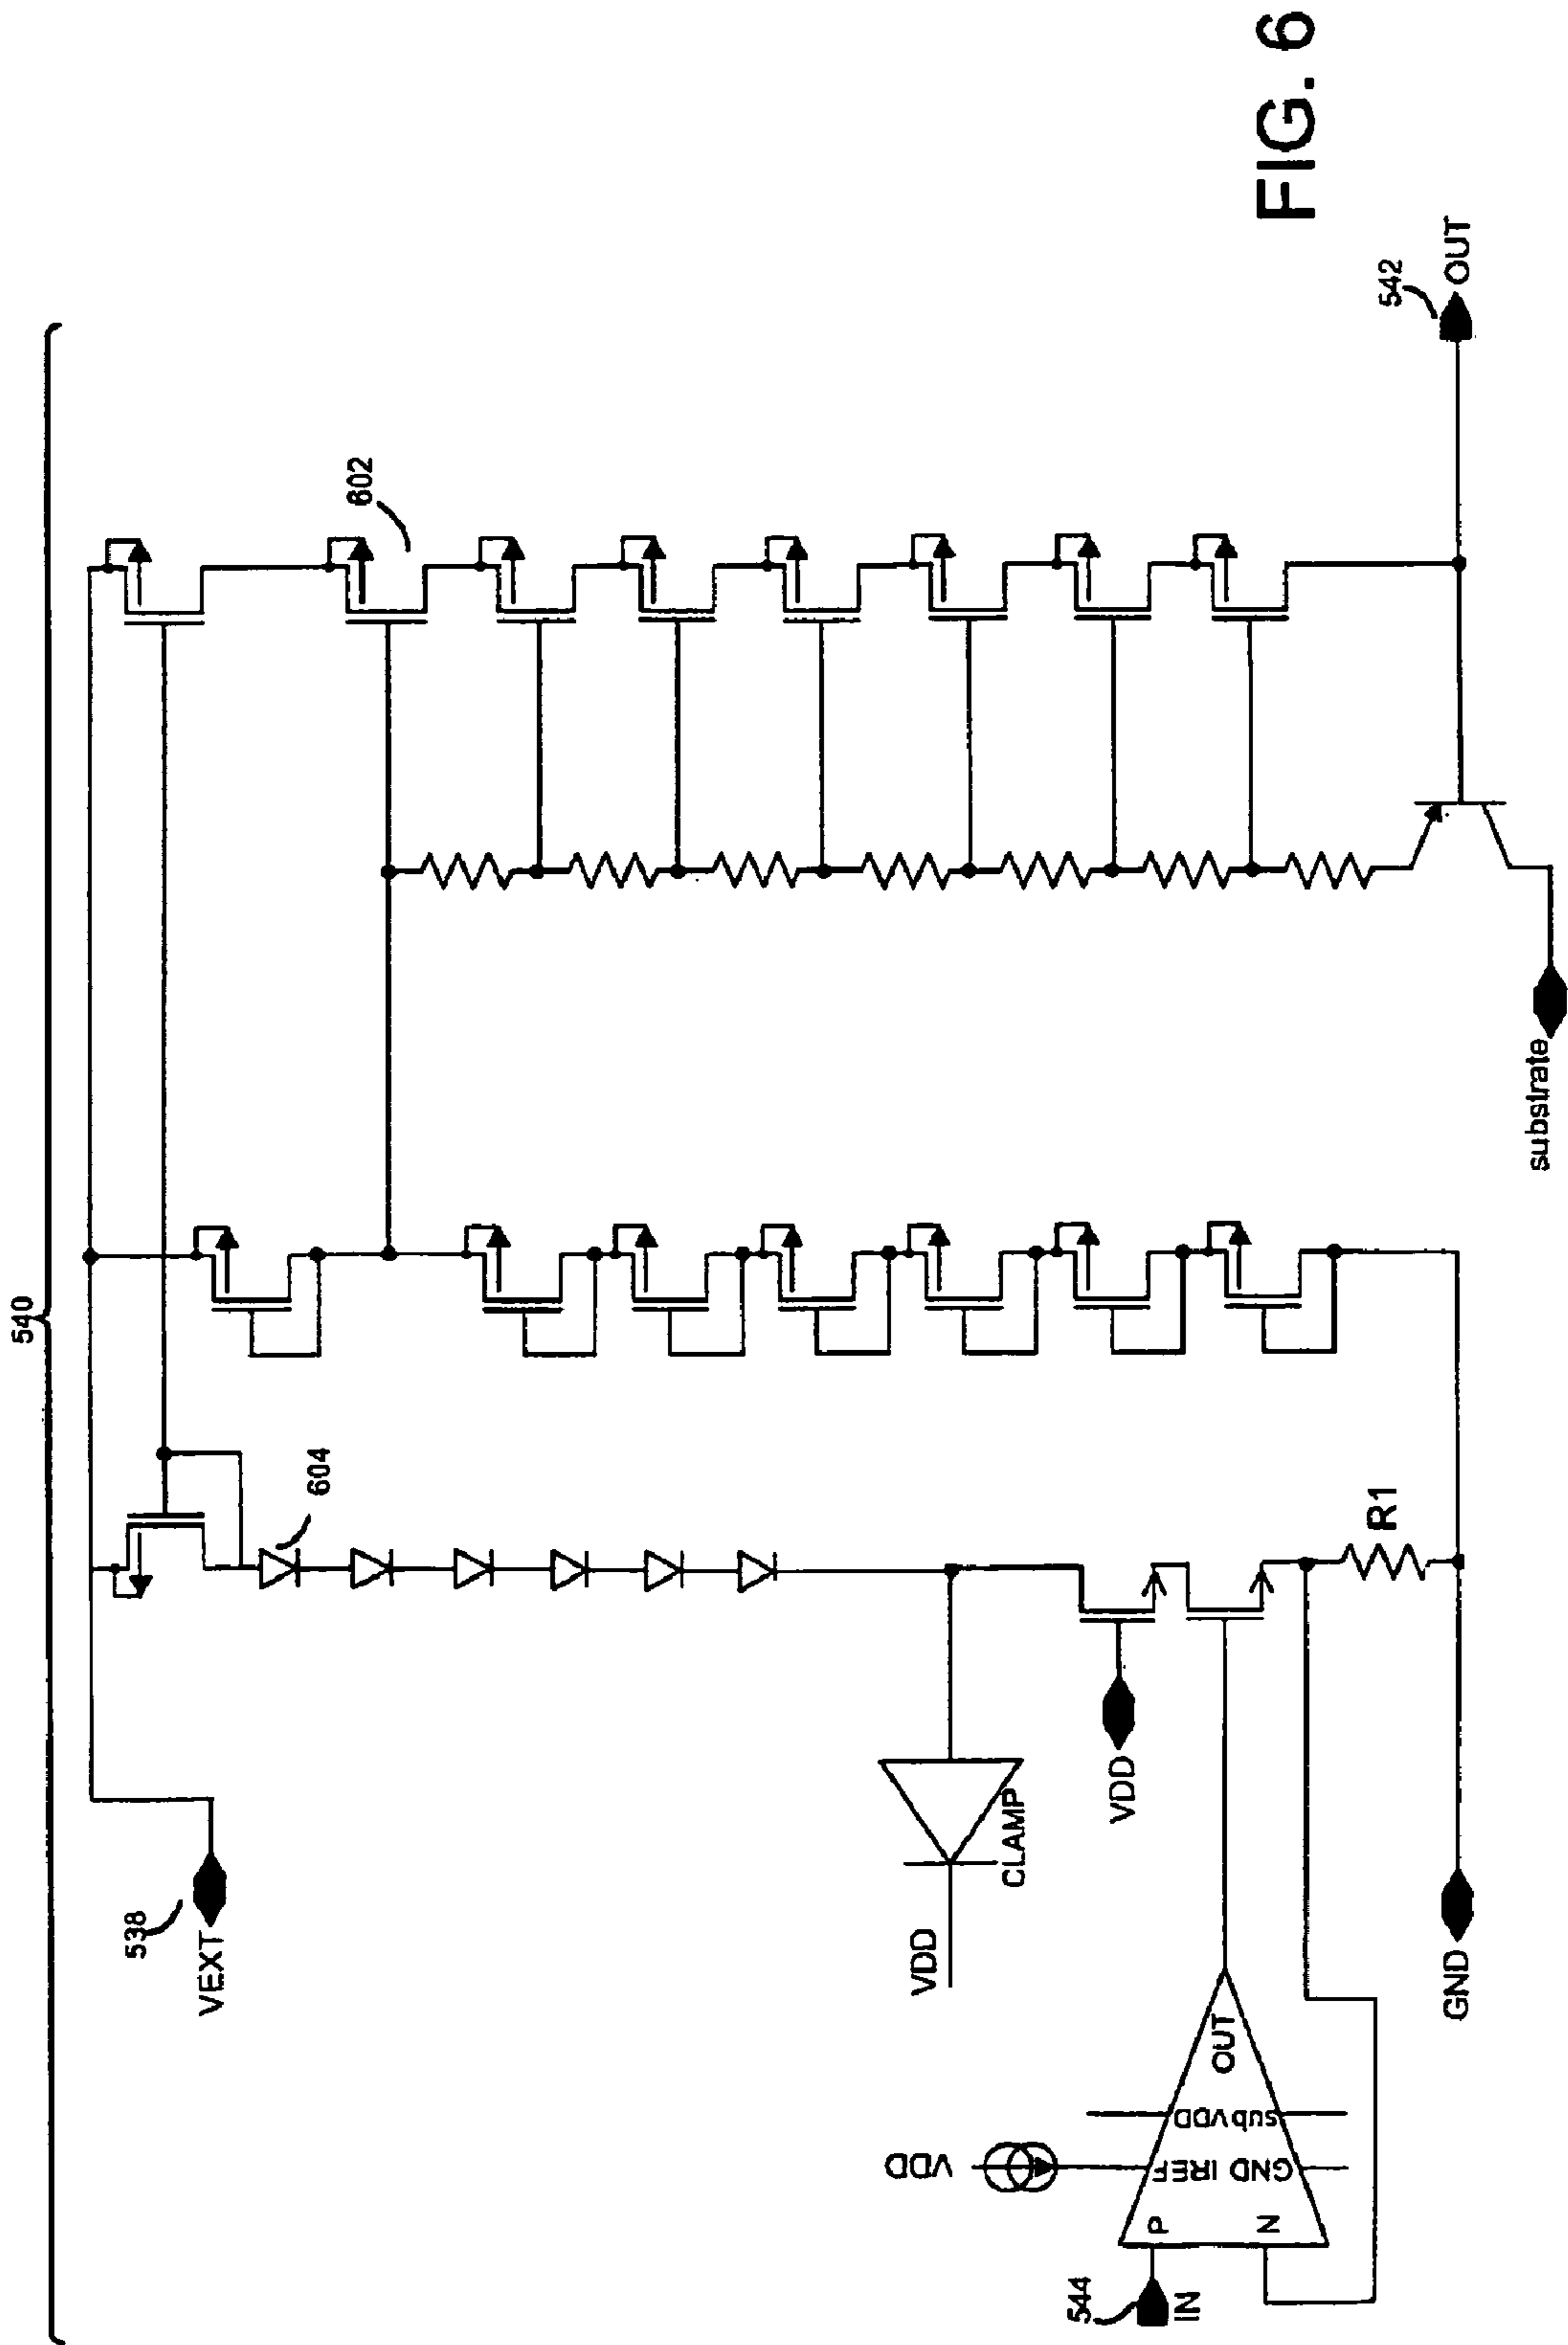 540
538
VEXT
604
602
VDD
CLAMP
VDD
VDD
544
IN
P
N
GND IREF
subVDD
OUT
R1
GND
substrate
542
OUT
FIG. 6